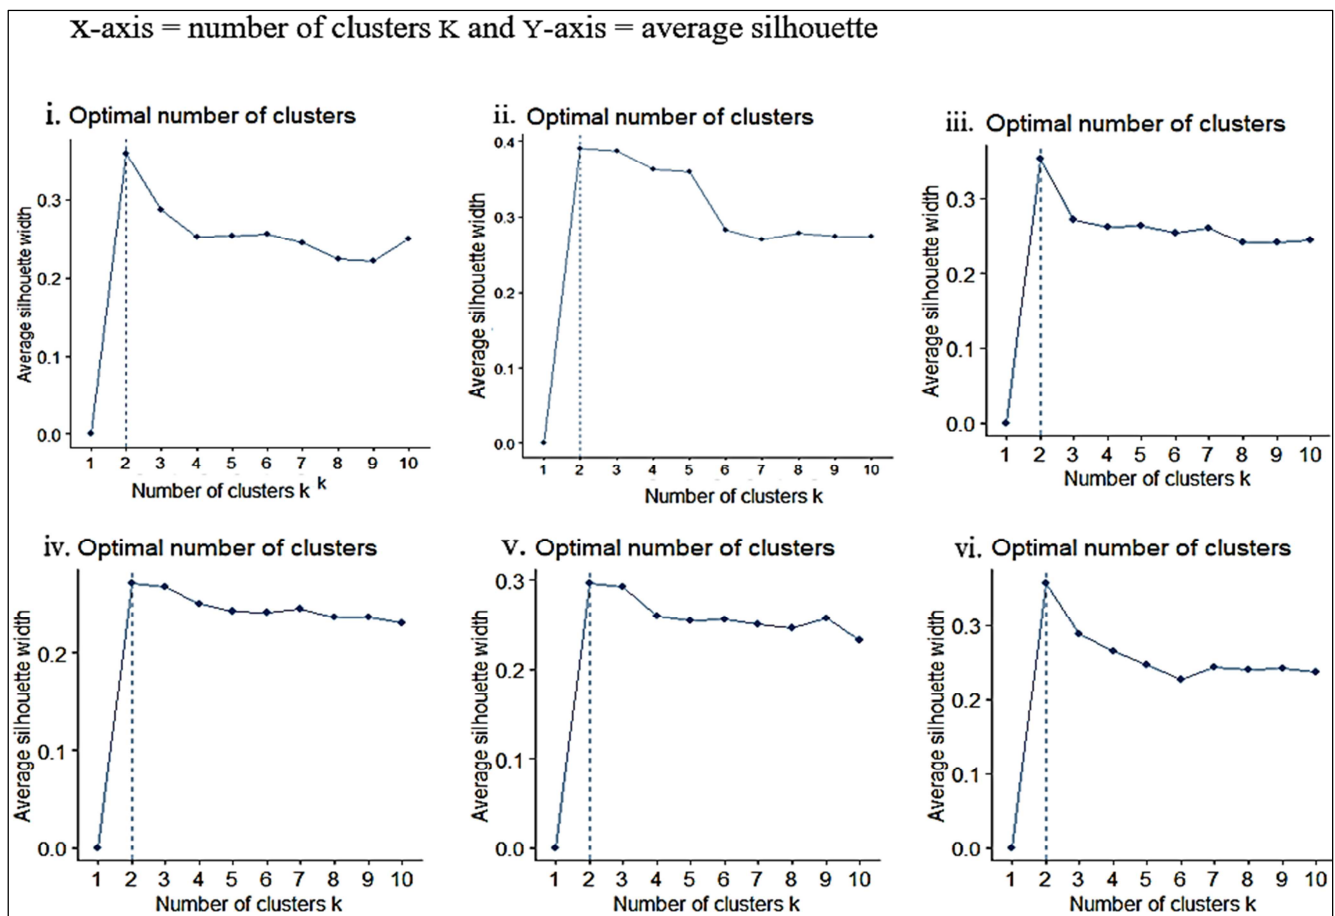 X-axis = number of clusters K and Y-axis = average silhouette
i. Optimal number of clusters
Average silhouette width
0.3
0.2
0.1
0.0
1 2 3 4 5 6 7 8 9 10
Number of clusters k k
ii. Optimal number of clusters
Average silhouette width
0.4
0.3
0.2
0.1
0.0
1 2 3 4 5 6 7 8 9 10
Number of clusters k
iii. Optimal number of clusters
Average silhouette width
0.3
0.2
0.1
0.0
1 2 3 4 5 6 7 8 9 10
Number of clusters k
iv. Optimal number of clusters
Average silhouette width
0.2
0.1
0.0
1 2 3 4 5 6 7 8 9 10
Number of clusters k
v. Optimal number of clusters
Average silhouette width
0.3
0.2
0.1
0.0
1 2 3 4 5 6 7 8 9 10
Number of clusters k
vi. Optimal number of clusters
Average silhouette width
0.3
0.2
0.1
0.0
1 2 3 4 5 6 7 8 9 10
Number of clusters k